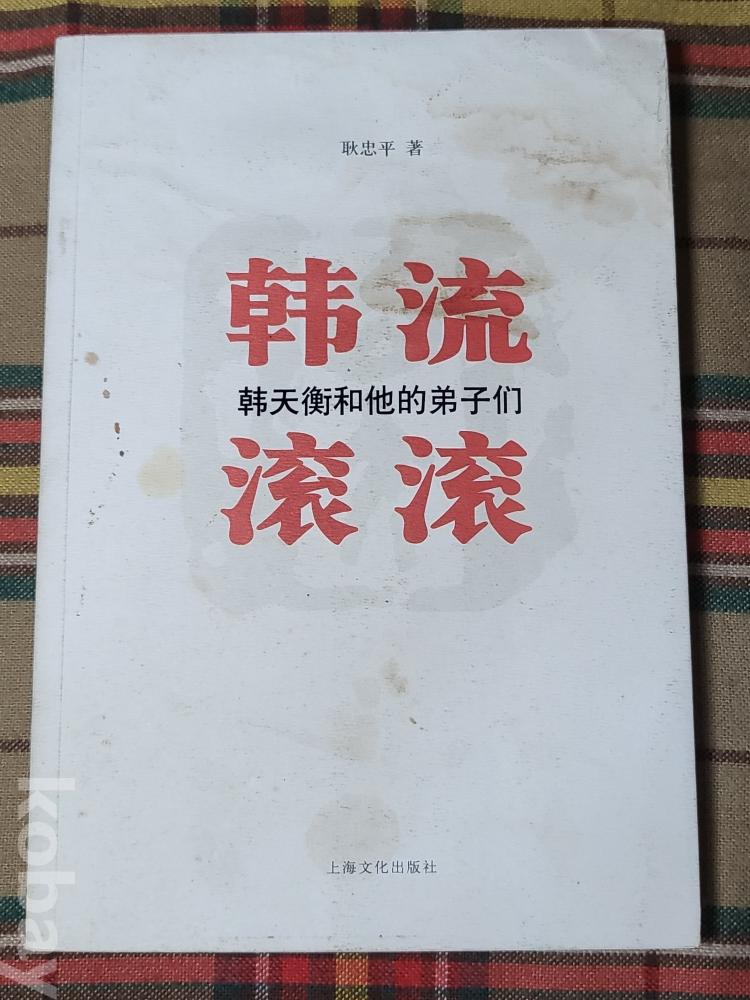 耿忠平 著
韩流
韩天衡和他的弟子们
滚滚
上海文化出版社
kobay